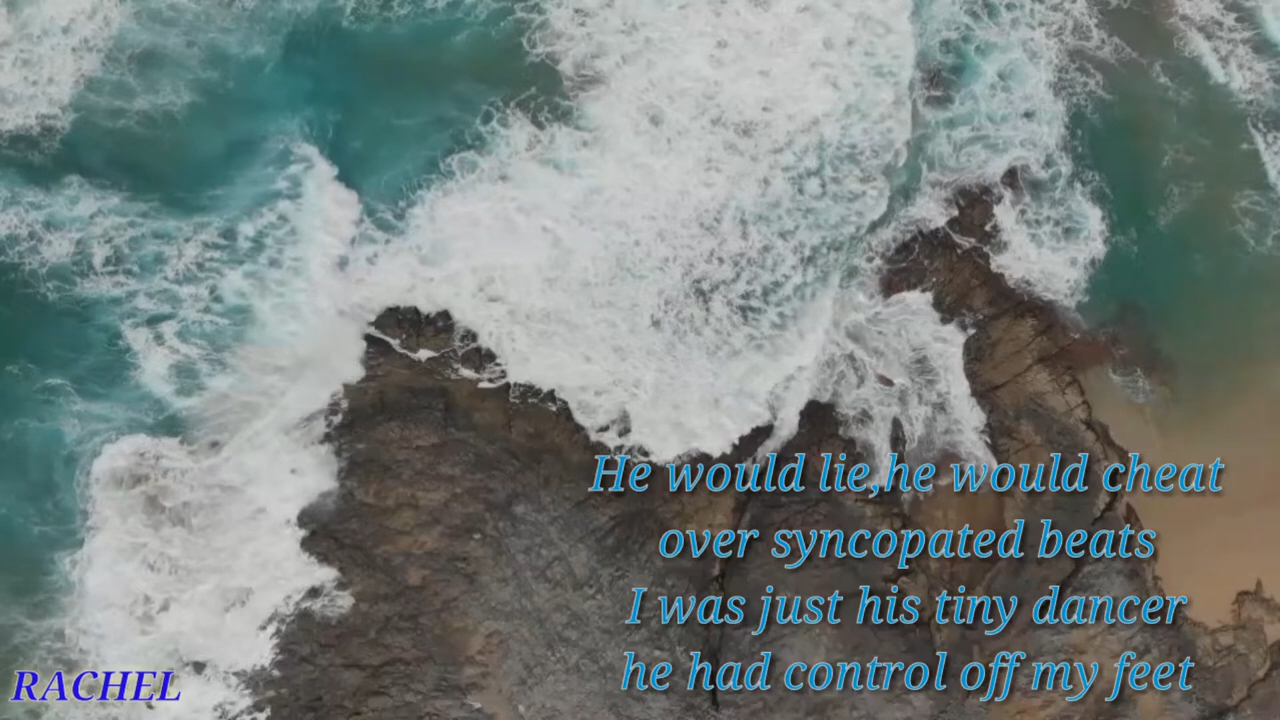 He would lie,he would cheat
over syncopated beats
I was just his tiny dancer
he had control off my feet
RACHEL